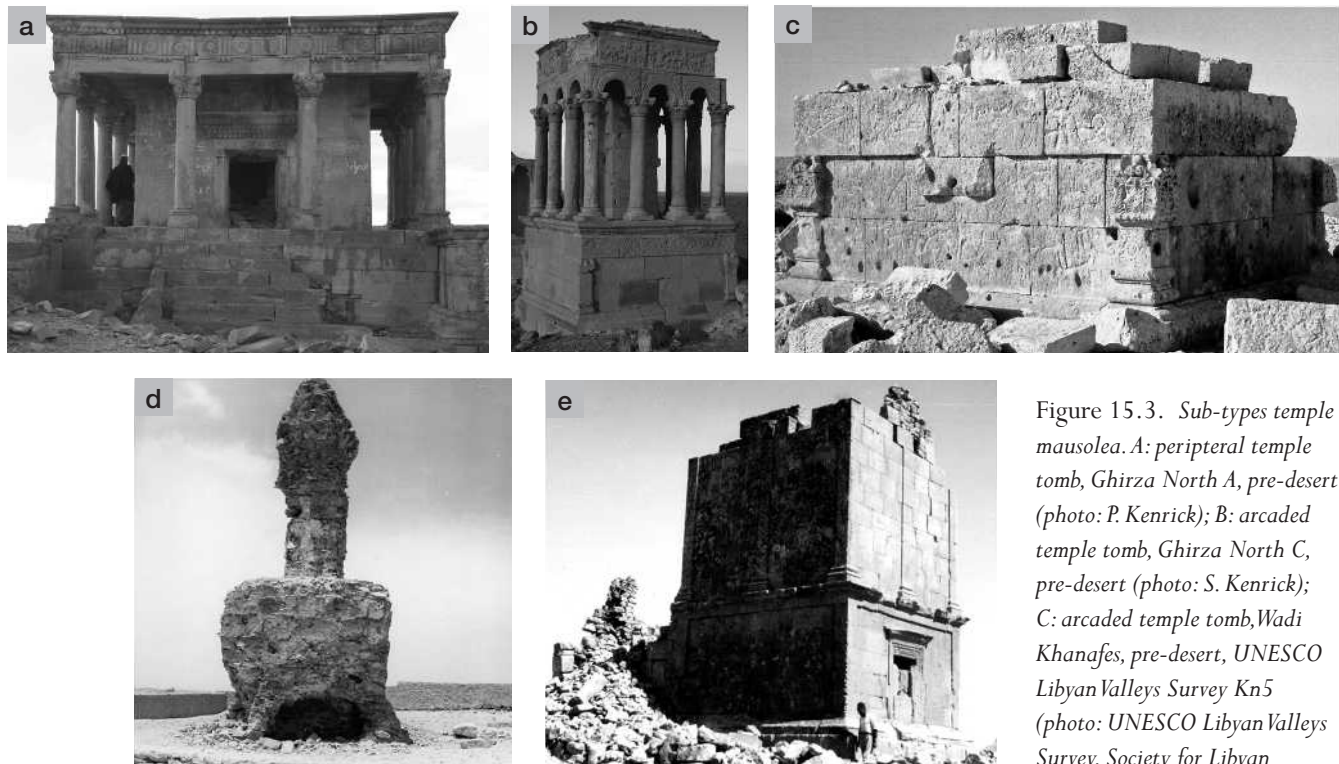 a
b
c
d
e
Figure 15.3. Sub-types temple
mausolea. A: peripteral temple
tomb, Ghirza North A, pre-desert
(photo: P. Kenrick); B: arcaded
temple tomb, Ghirza North C,
pre-desert (photo: S. Kenrick);
C: arcaded temple tomb, Wadi
Khanafes, pre-desert, UNESCO
Libyan Valleys Survey Kn5
(photo: UNESCO Libyan Valleys
Survey, Society for Libyan